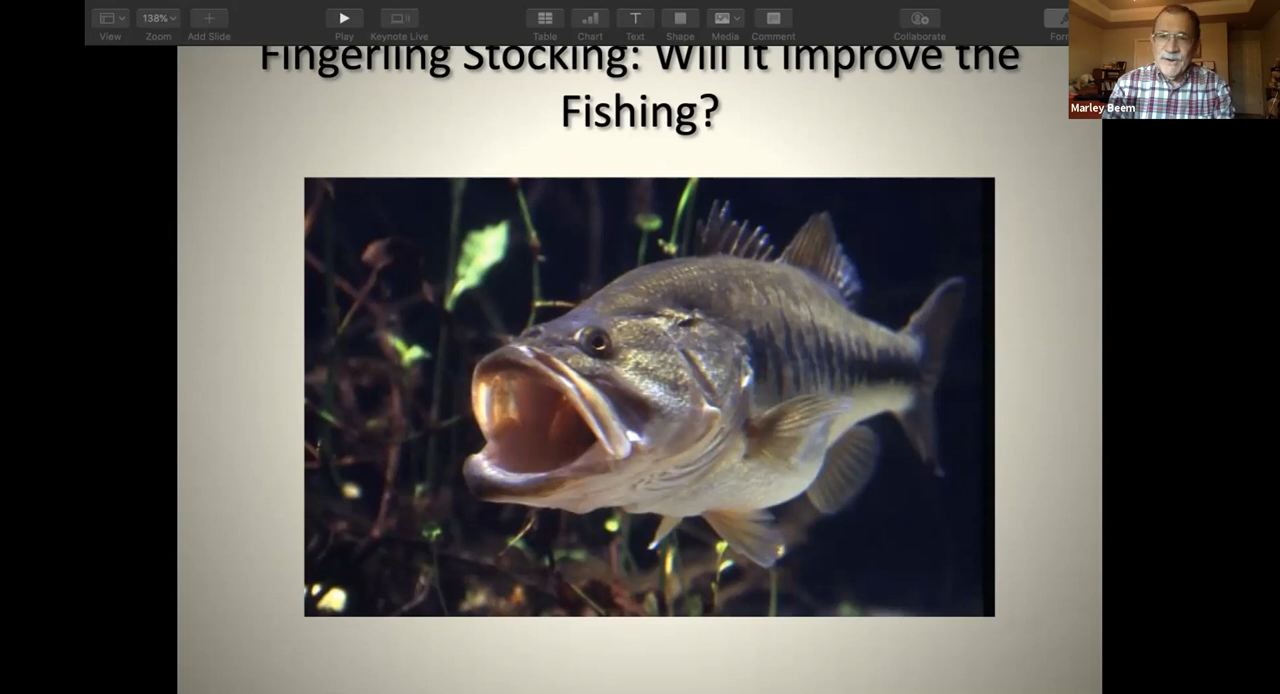 138%
View
Zoom
Add Slide
Play
Keynote Live
Table
Chart
Text
Shape
Media
Comment
Collaborate
Marley Beem
Fingerling Stocking: Will It Improve the
Fishing?